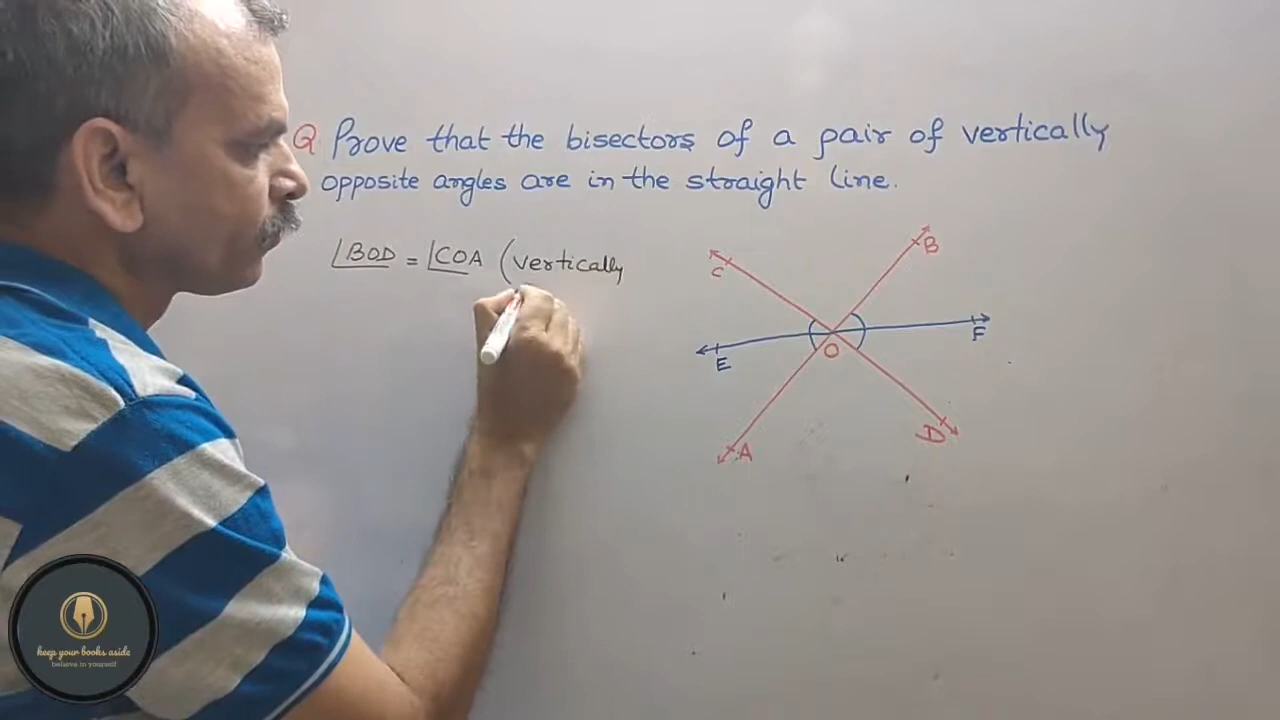 Q Prove that the bisectors of a pair of vertically
opposite angles are in the straight line.
∠BOD = ∠COA (vertically
C
B
E
O
F
A
D
keep your books aside
believe in yourself